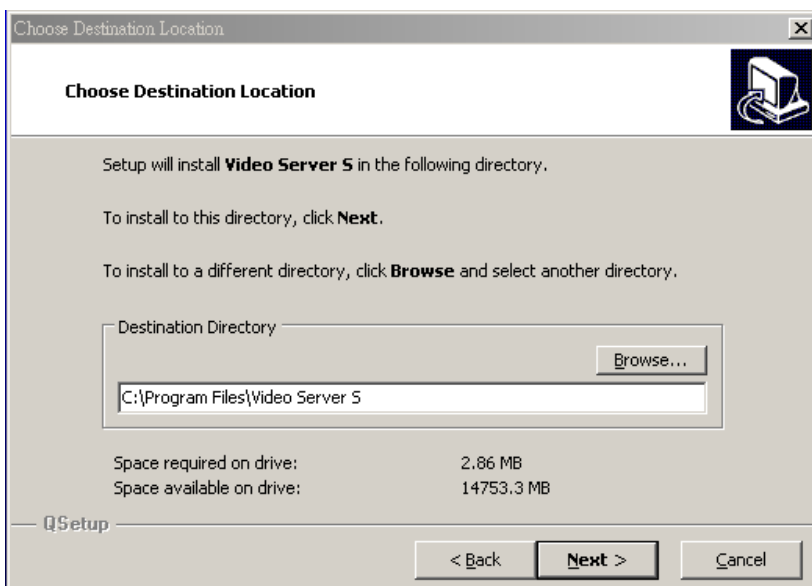 Choose Destination Location
Choose Destination Location
Setup will install Video Server S in the following directory.
To install to this directory, click Next.
To install to a different directory, click Browse and select another directory.
Destination Directory
Browse...
C:\Program Files\Video Server S
Space required on drive: 2.86 MB
Space available on drive: 14753.3 MB
QSetup
< Back Next > Cancel